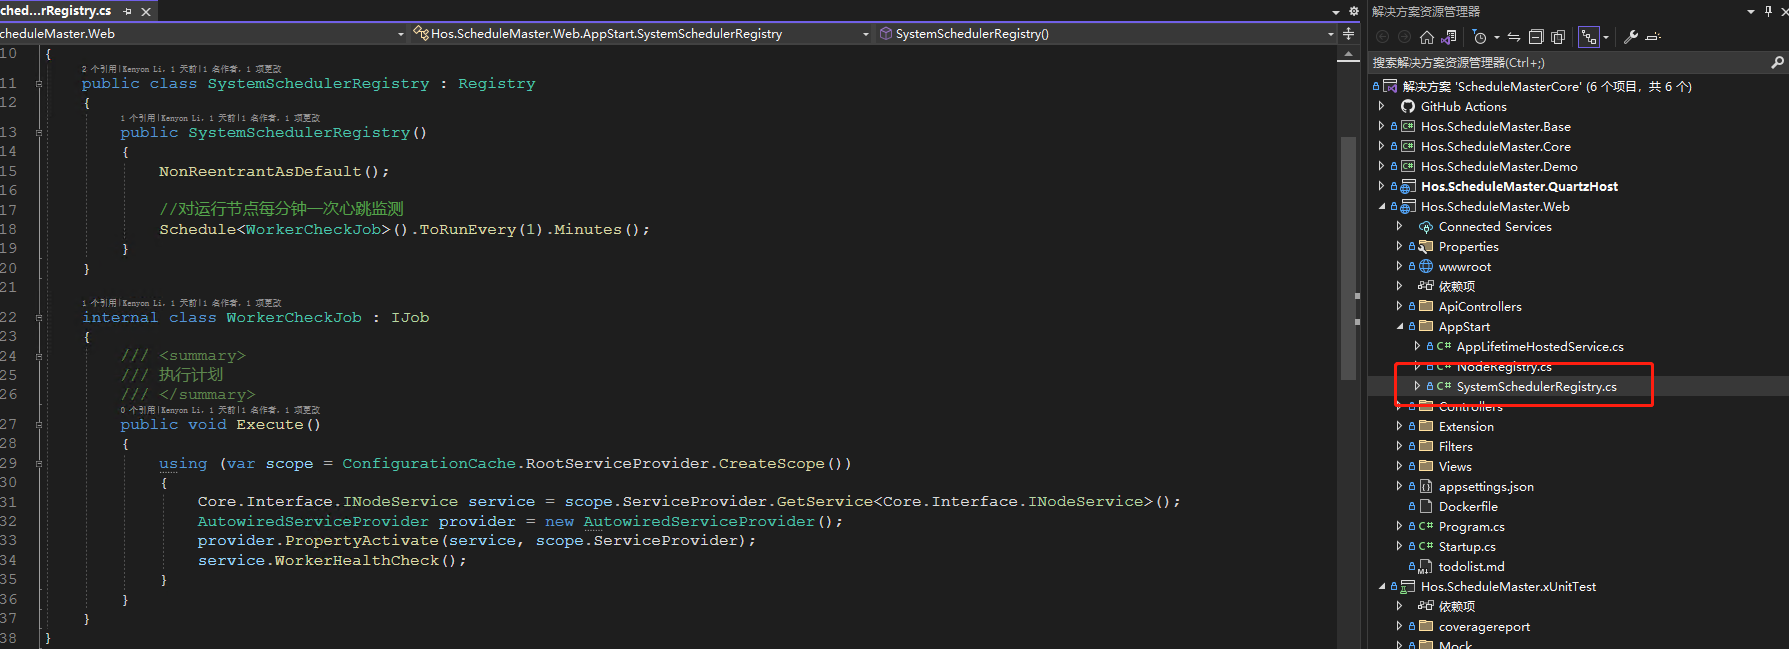 ched...rRegistry.cs
cheduleMaster.Web
Hos.ScheduleMaster.Web.AppStart.SystemSchedulerRegistry
SystemSchedulerRegistry()
10 {
2 个引用|Kenyon Li，1 天前|1 名作者，1 项更改
11 public class SystemSchedulerRegistry : Registry
12 {
1 个引用|Kenyon Li，1 天前|1 名作者，1 项更改
13 public SystemSchedulerRegistry()
14 {
15 NonReentrantAsDefault();
16
17 //对运行节点每分钟一次心跳监测
18 Schedule<WorkerCheckJob>().ToRunEvery(1).Minutes();
19 }
20 }
21
1 个引用|Kenyon Li，1 天前|1 名作者，1 项更改
22 internal class WorkerCheckJob : IJob
23 {
24 /// <summary>
25 /// 执行计划
26 /// </summary>
0 个引用|Kenyon Li，1 天前|1 名作者，1 项更改
27 public void Execute()
28 {
29 using (var scope = ConfigurationCache.RootServiceProvider.CreateScope())
30 {
31 Core.Interface.INodeService service = scope.ServiceProvider.GetService<Core.Interface.INodeService>();
32 AutowiredServiceProvider provider = new AutowiredServiceProvider();
33 provider.PropertyActivate(service, scope.ServiceProvider);
34 service.WorkerHealthCheck();
35 }
36 }
37 }
38 }
解决方案资源管理器
搜索解决方案资源管理器(Ctrl+;)
解决方案 'ScheduleMasterCore' (6 个项目，共 6 个)
GitHub Actions
Hos.ScheduleMaster.Base
Hos.ScheduleMaster.Core
Hos.ScheduleMaster.Demo
Hos.ScheduleMaster.QuartzHost
Hos.ScheduleMaster.Web
Connected Services
Properties
wwwroot
依赖项
ApiControllers
AppStart
C# AppLifetimeHostedService.cs
C# NodeRegistry.cs
C# SystemSchedulerRegistry.cs
Controllers
Extension
Filters
Views
appsettings.json
Dockerfile
C# Program.cs
C# Startup.cs
todolist.md
Hos.ScheduleMaster.xUnitTest
依赖项
coveragereport
Mock